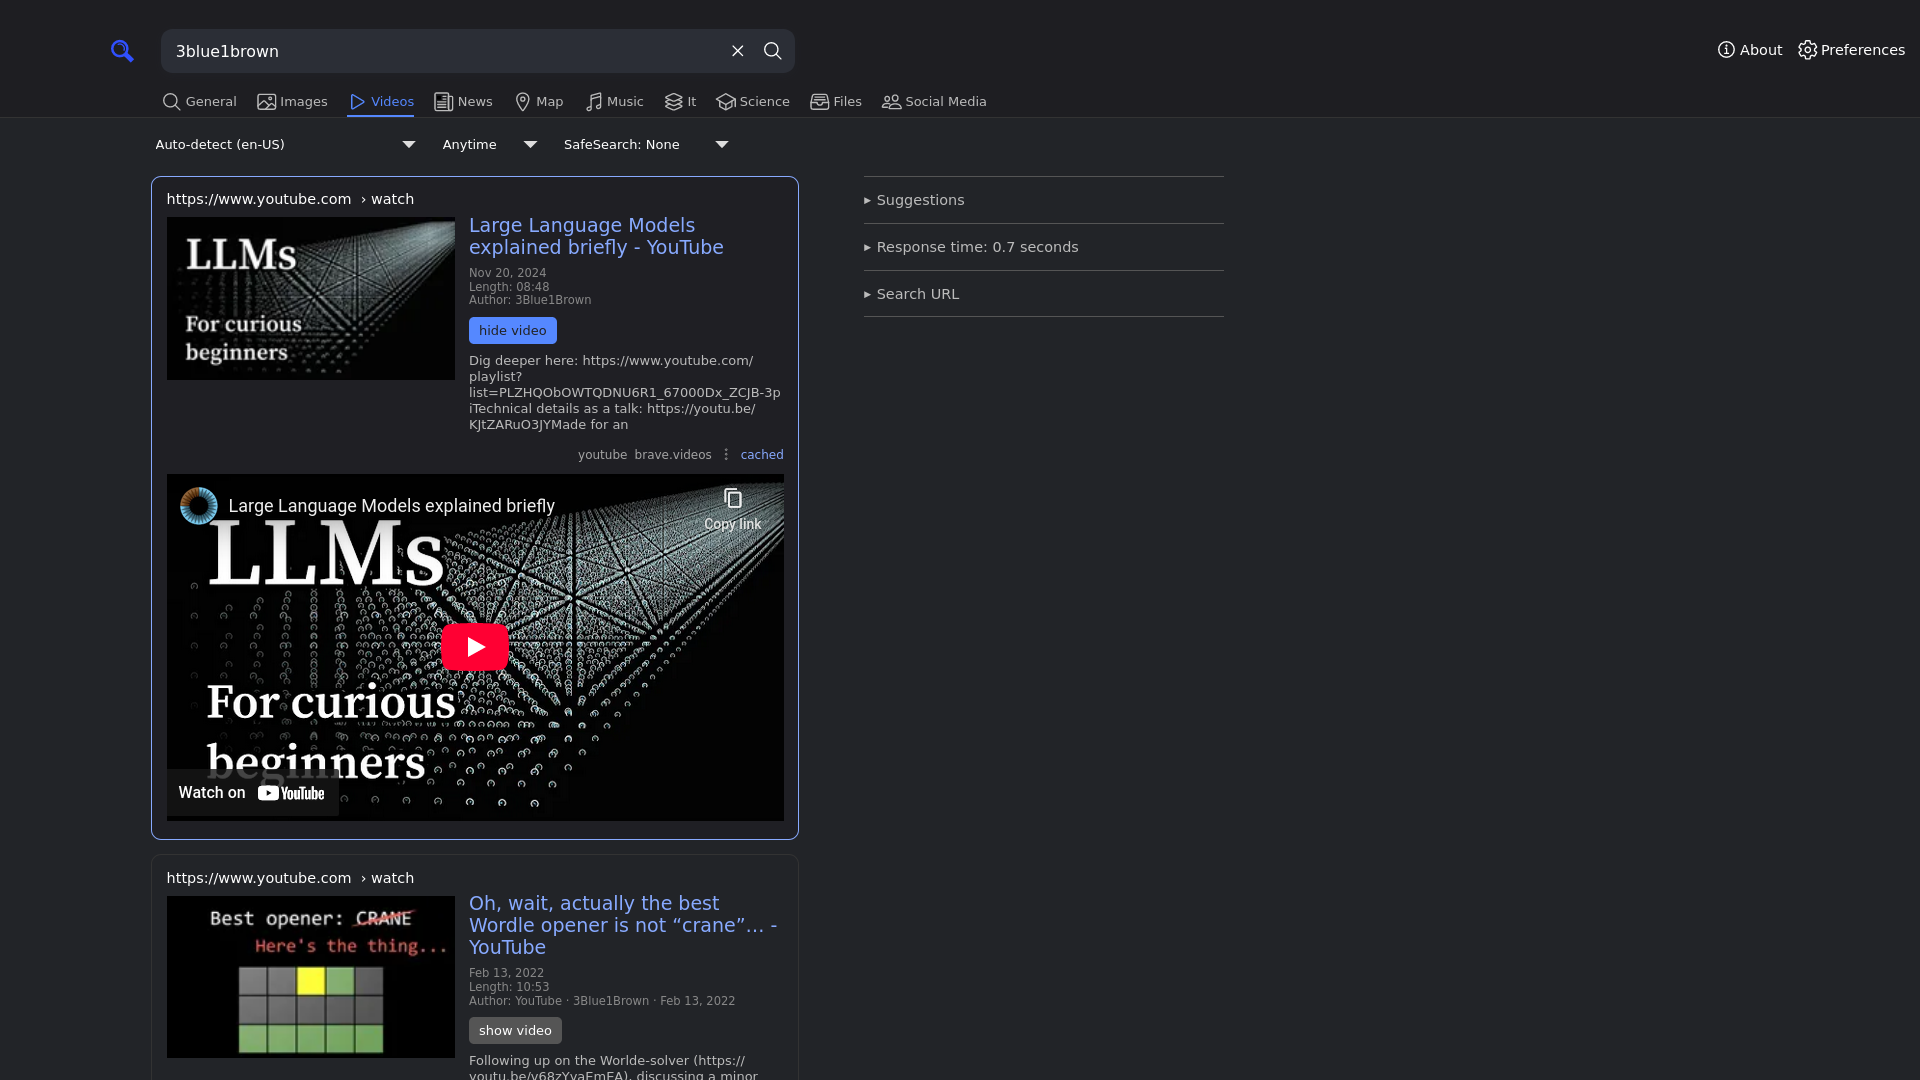 3blue1brown
About
Preferences
General
Images
Videos
News
Map
Music
It
Science
Files
Social Media
Auto-detect (en-US)
Anytime
SafeSearch: None
https://www.youtube.com › watch
LLMs
For curious
beginners
Large Language Models
explained briefly - YouTube
Nov 20, 2024
Length: 08:48
Author: 3Blue1Brown
hide video
Dig deeper here: https://www.youtube.com/
playlist?
list=PLZHQObOWTQDNU6R1_67000Dx_ZCJB-3p
iTechnical details as a talk: https://youtu.be/
KJtZARuO3JYMade for an
youtube brave.videos
cached
Large Language Models explained briefly
Copy link
LLMs
For curious
beginners
Watch on YouTube
https://www.youtube.com › watch
Best opener: CRANE
Here's the thing...
Oh, wait, actually the best
Wordle opener is not “crane”… -
YouTube
Feb 13, 2022
Length: 10:53
Author: YouTube · 3Blue1Brown · Feb 13, 2022
show video
Following up on the Worlde-solver (https://
youtu.be/v68zYyaEmEA), discussing a minor
▸ Suggestions
▸ Response time: 0.7 seconds
▸ Search URL